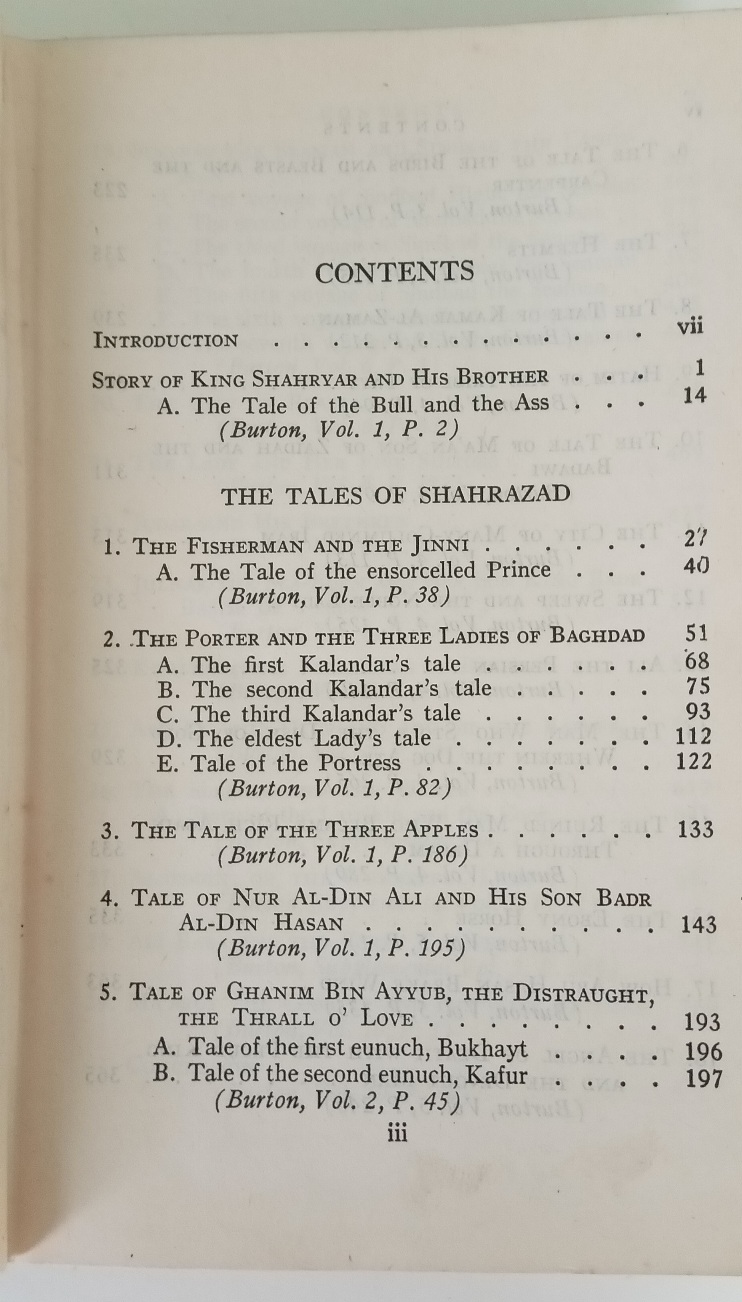 CONTENTS
INTRODUCTION . . . . . . . . . . . . . vii
STORY OF KING SHAHRYAR AND HIS BROTHER . . . 1
A. The Tale of the Bull and the Ass . . . 14
(Burton, Vol. 1, P. 2)
THE TALES OF SHAHRAZAD
1. THE FISHERMAN AND THE JINNI . . . . . . 27
A. The Tale of the ensorcelled Prince . . . 40
(Burton, Vol. 1, P. 38)
2. THE PORTER AND THE THREE LADIES OF BAGHDAD 51
A. The first Kalandar's tale . . . . . . 68
B. The second Kalandar's tale . . . . . 75
C. The third Kalandar's tale . . . . . . 93
D. The eldest Lady's tale . . . . . . . 112
E. Tale of the Portress . . . . . . . . 122
(Burton, Vol. 1, P. 82)
3. THE TALE OF THE THREE APPLES . . . . . . 133
(Burton, Vol. 1, P. 186)
4. TALE OF NUR AL-DIN ALI AND HIS SON BADR
AL-DIN HASAN . . . . . . . . . . 143
(Burton, Vol. 1, P. 195)
5. TALE OF GHANIM BIN AYYUB, THE DISTRAUGHT,
THE THRALL O' LOVE . . . . . . . . 193
A. Tale of the first eunuch, Bukhayt . . . . 196
B. Tale of the second eunuch, Kafur . . . . 197
(Burton, Vol. 2, P. 45)
iii